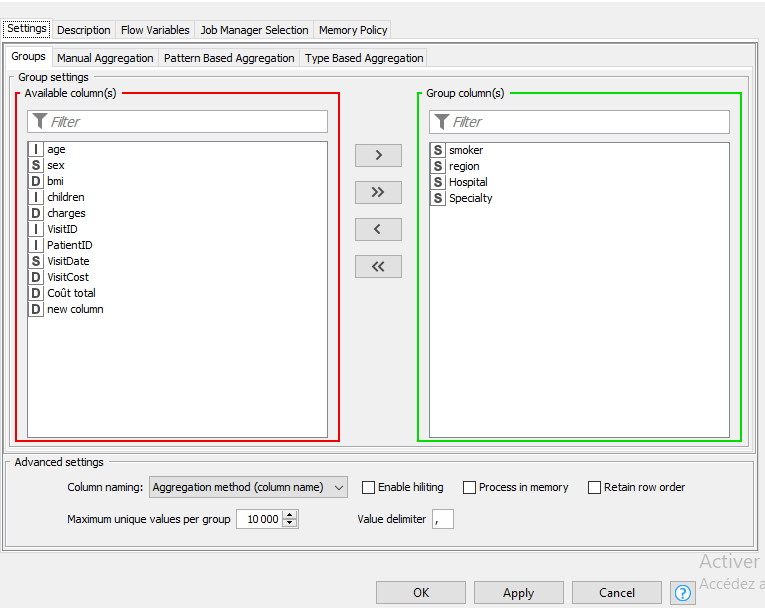 Settings Description Flow Variables Job Manager Selection Memory Policy
Groups Manual Aggregation Pattern Based Aggregation Type Based Aggregation
Group settings
Available column(s) Group column(s)
Filter Filter
I age S smoker
S sex S region
D bmi S Hospital
I children S Specialty
D charges
I VisitID
I PatientID
S VisitDate
D VisitCost
D Coût total
D new column
>
>>
<
<<
Advanced settings
Column naming: Aggregation method (column name) Enable hiliting Process in memory Retain row order
Maximum unique values per group 10 000 Value delimiter ,
Activer
Accédez a
OK Apply Cancel ?